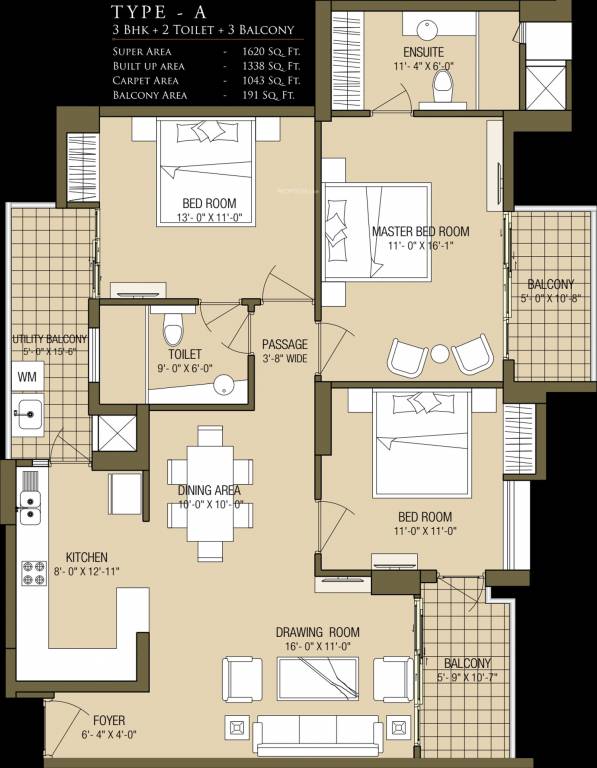 TYPE - A
3 BHK + 2 TOILET + 3 BALCONY
SUPER AREA - 1620 SQ. FT.
BUILT UP AREA - 1338 SQ. FT.
CARPET AREA - 1043 SQ. FT.
BALCONY AREA - 191 SQ. FT.
ENSUITE
11'- 4" X 6'-0"
BED ROOM
13'- 0" X 11'-0"
MASTER BED ROOM
11'- 0" X 16'-1"
BALCONY
5'- 0" X 10'-8"
UTILITY BALCONY
5'- 0" X 15'-6"
WM
TOILET
9'- 0" X 6'-0"
PASSAGE
3'-8" WIDE
DINING AREA
10'- 0" X 10'- 0"
BED ROOM
11'-0" X 11'-0"
KITCHEN
8'- 0" X 12'-11"
DRAWING ROOM
16'- 0" X 11'-0"
BALCONY
5'- 9" X 10'-7"
FOYER
6'- 4" X 4'-0"